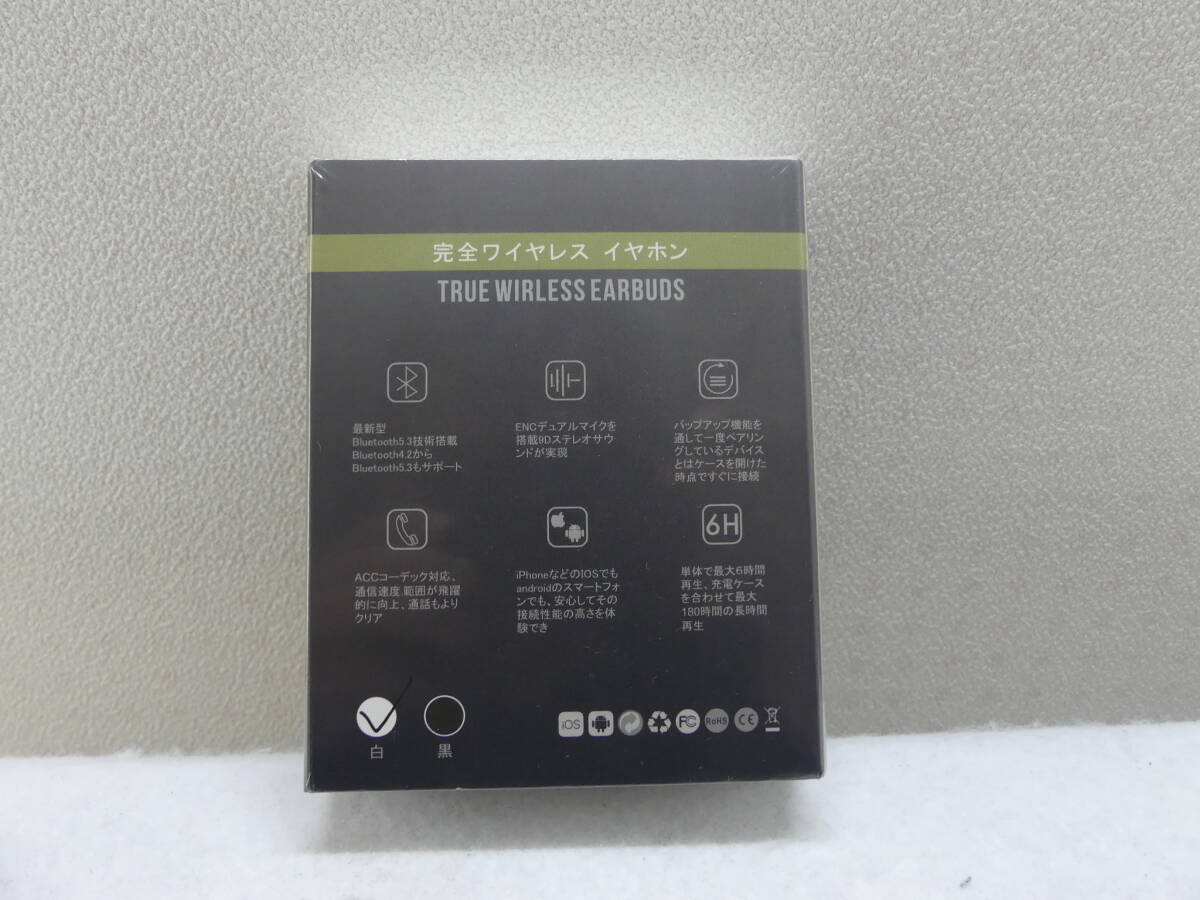 完全ワイヤレス イヤホン
TRUE WIRLESS EARBUDS
最新型
Bluetooth5.3技術搭載
Bluetooth4.2から
Bluetooth5.3もサポート
ENCデュアルマイクを
搭載9Dステレオサウ
ンドが実現
パップアップ機能を
通して一度ペアリン
グしているデバイス
とはケースを開けた
時点ですぐに接続
ACCコーデック対応、
通信速度.範囲が飛躍
的に向上、通話もより
クリア
iPhoneなどのIOSでも
androidのスマートフォ
ンでも、安心してその
接続性能の高さを体
験でき
6H
単体で最大6時間
再生、充電ケース
を合わせて最大
180時間の長時間
再生
白
黒
iOS
FC
RoHS
CE